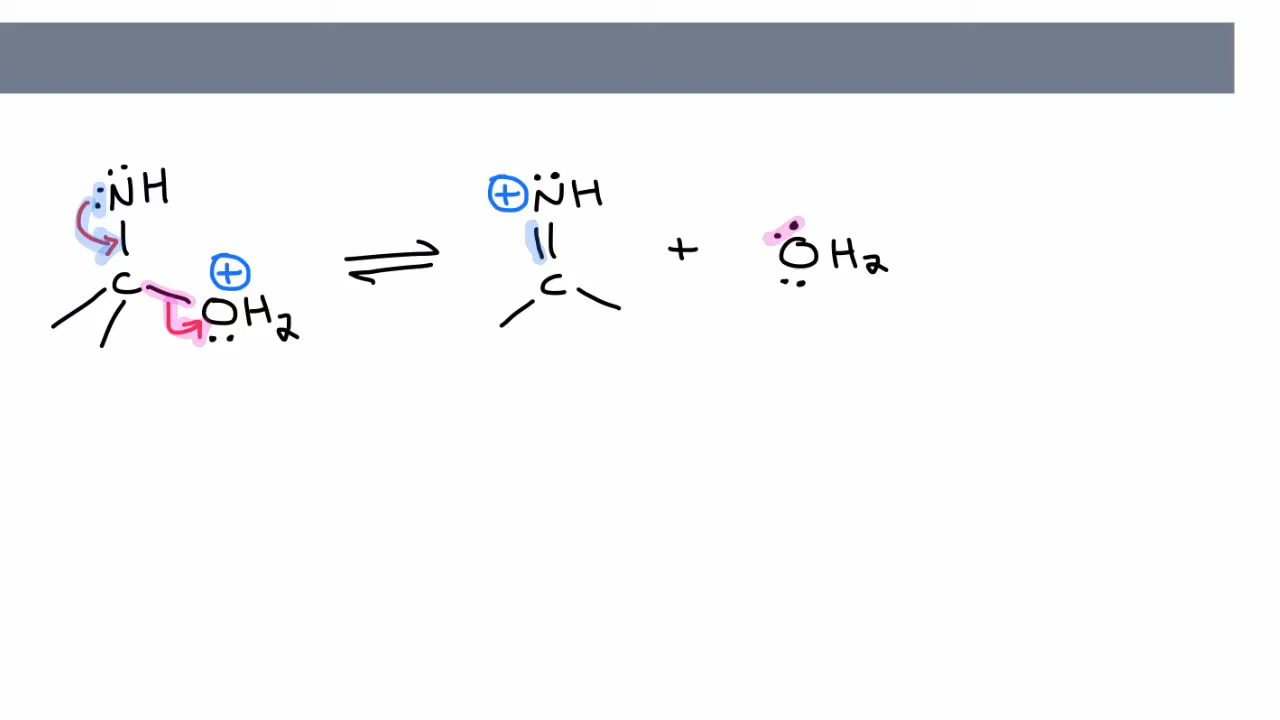 NH ⊕ NH
⊕ + OH2
C C
OH2